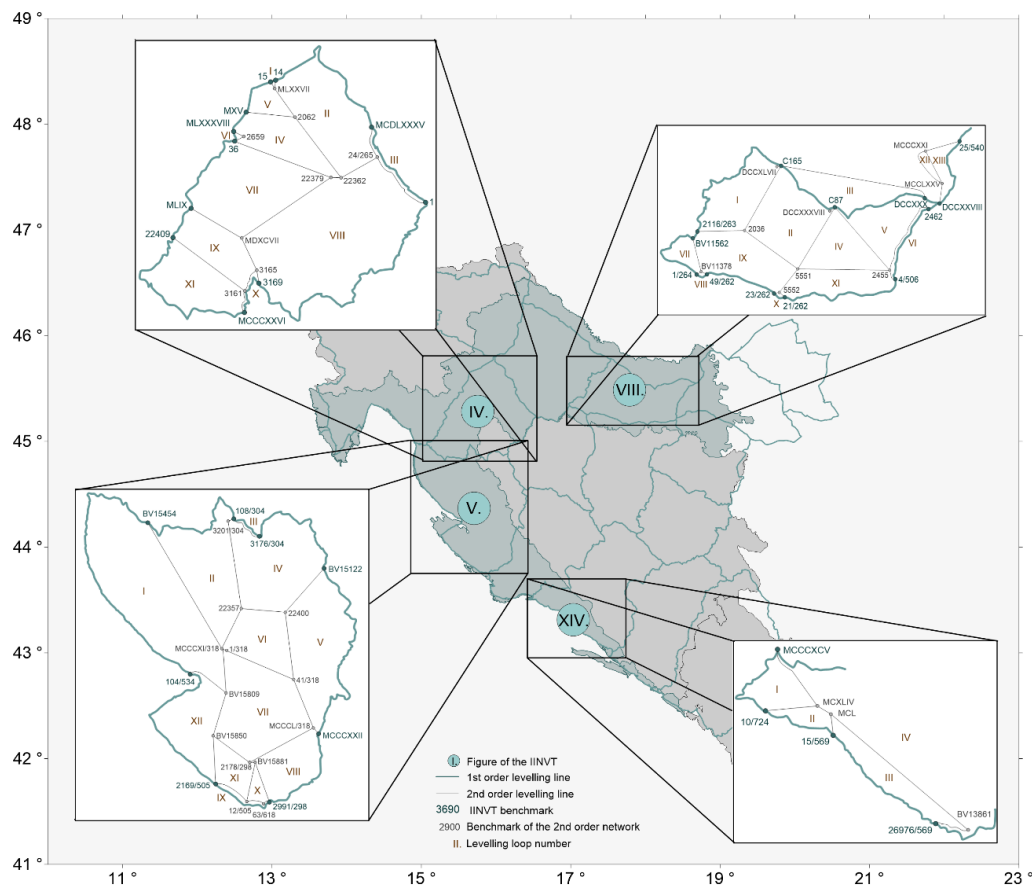 49 °
48 °
47 °
46 °
45 °
44 °
43 °
42 °
41 °
11 °
13 °
15 °
17 °
19 °
21 °
23 °
I
15
14
MLXXVII
V
II
MXV
2062
MLXXXVIII
MCDLXXXV
VI
2659
IV
36
24/265
III
22379
22362
VII
MLIX
1
22409
MDXCVII
VIII
IX
3165
XI
3161
X
3169
MCCCXXVI
25/540
MCCCXXI
XII
XIII
C165
DCCXLVII
III
MCCLXXV
I
C87
DCCXXX
DCCXXVIII
DCCXXXVIII
2462
2116/263
2036
II
V
BV11562
IV
VI
VII
IX
BV11378
5551
2455
1/264
49/262
4/506
VIII
5552
XI
23/262
X
21/262
IV.
VIII.
V.
XIV.
BV15454
108/304
III
3201/304
3176/304
IV
I
II
BV15122
22357
22400
VI
V
MCCCXI/318
1/318
104/534
41/318
BV15809
VII
XII
MCCCL/318
BV15850
MCCCXXII
2178/298
BV15881
XI
VIII
2169/505
X
IX
2991/298
12/505
63/618
MCCCXCV
I
MCXLIV
10/724
II
MCL
IV
15/569
III
BV13861
26976/569
I. Figure of the IINVT
1st order levelling line
2nd order levelling line
3690 IINVT benchmark
2900 Benchmark of the 2nd order network
II. Levelling loop number